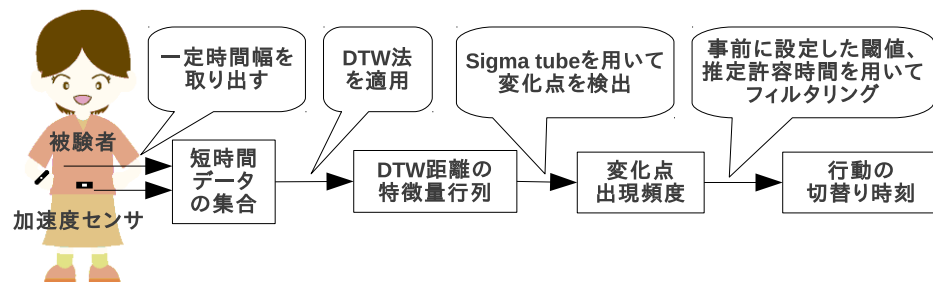 一定時間幅を
取り出す
DTW法
を適用
Sigma tubeを用いて
変化点を検出
事前に設定した閾値、
推定許容時間を用いて
フィルタリング
被験者
加速度センサ
短時間
データ
の集合
DTW距離の
特徴量行列
変化点
出現頻度
行動の
切替り時刻